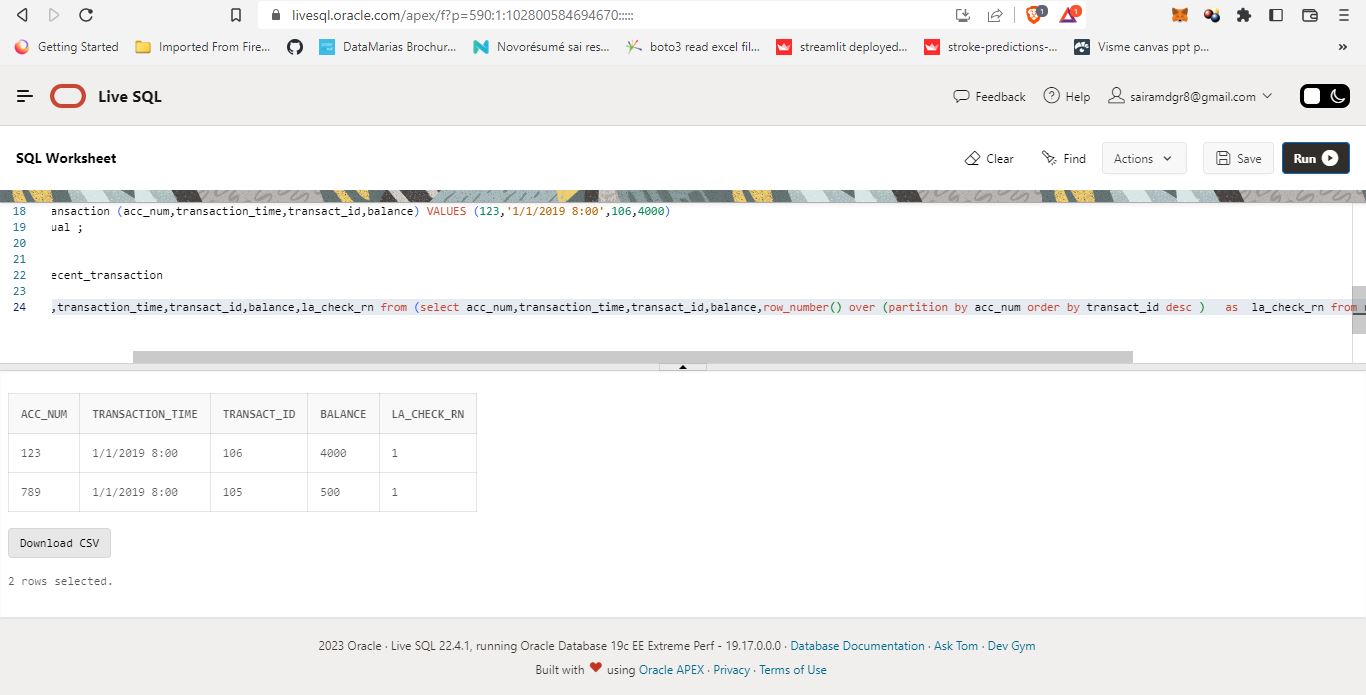 livesql.oracle.com/apex/f?p=590:1:102800584694670:::::
1
1
Getting Started
Imported From Fire...
DataMarias Brochur...
Novorésumé sai res...
boto3 read excel fil...
streamlit deployed...
stroke-predictions-...
Visme canvas ppt p...
»
Live SQL
Feedback
Help
sairamdgr8@gmail.com
SQL Worksheet
Clear
Find
Actions
Save
Run
18 ansaction (acc_num,transaction_time,transact_id,balance) VALUES (123,'1/1/2019 8:00',106,4000)
19 ual ;
20
21
22 ecent_transaction
23
24 ,transaction_time,transact_id,balance,la_check_rn from (select acc_num,transaction_time,transact_id,balance,row_number() over (partition by acc_num order by transact_id desc ) as la_check_rn from
ACC_NUM TRANSACTION_TIME TRANSACT_ID BALANCE LA_CHECK_RN
123 1/1/2019 8:00 106 4000 1
789 1/1/2019 8:00 105 500 1
Download CSV
2 rows selected.
2023 Oracle · Live SQL 22.4.1, running Oracle Database 19c EE Extreme Perf - 19.17.0.0.0 · Database Documentation · Ask Tom · Dev Gym
Built with ❤ using Oracle APEX · Privacy · Terms of Use